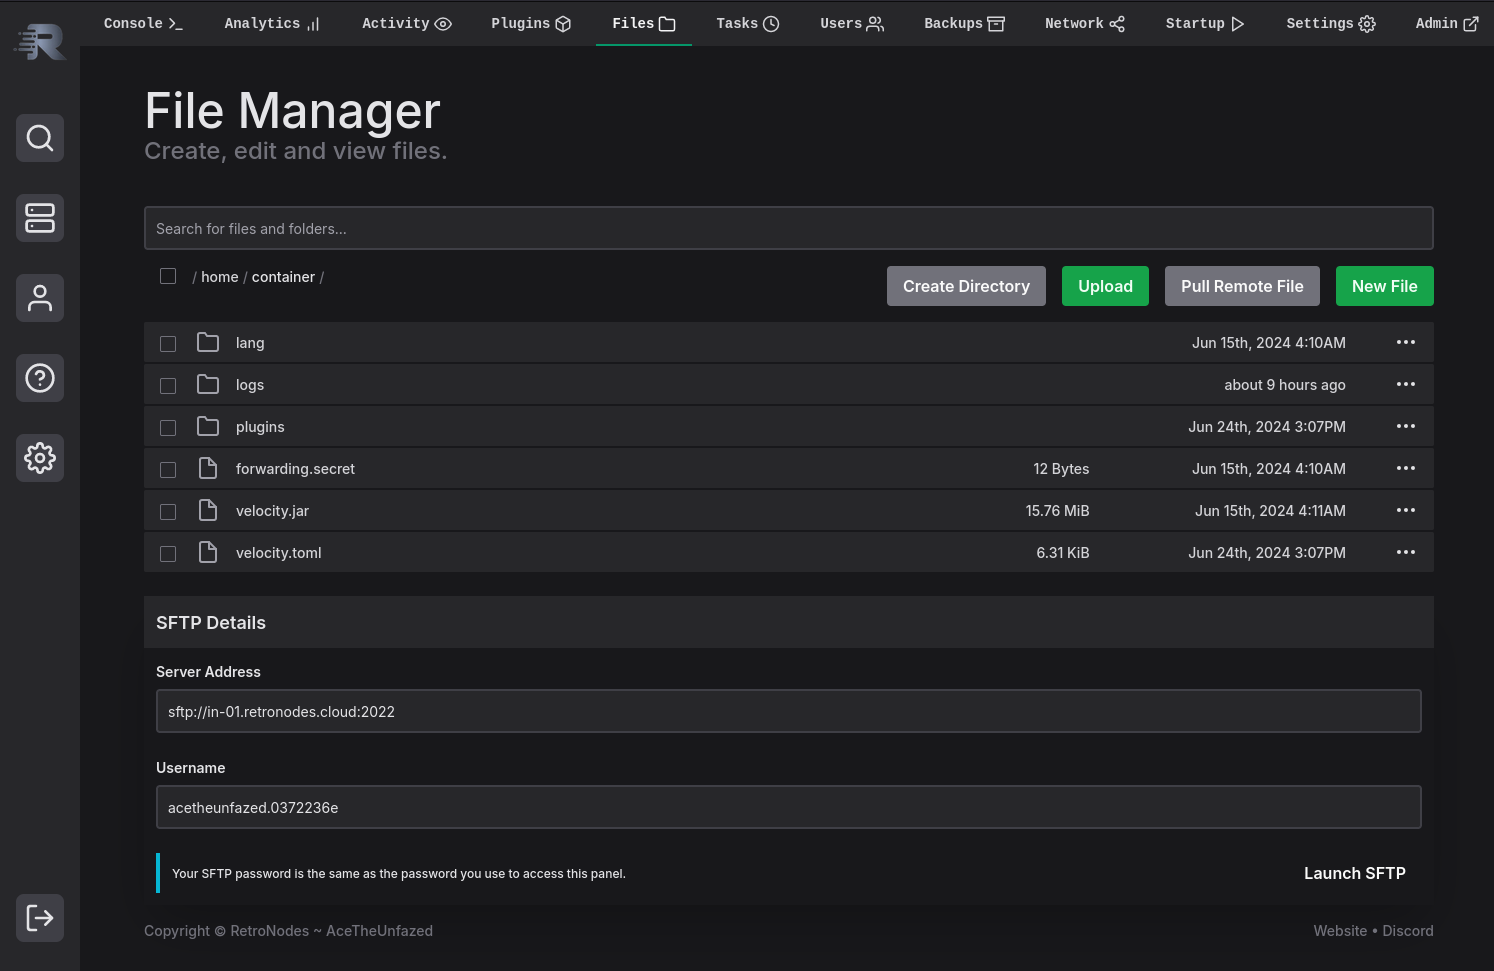 Console Analytics Activity Plugins Files Tasks Users Backups Network Startup Settings Admin
R
File Manager
Create, edit and view files.
Search for files and folders...
/ home / container /
Create Directory Upload Pull Remote File New File
lang Jun 15th, 2024 4:10AM
logs about 9 hours ago
plugins Jun 24th, 2024 3:07PM
forwarding.secret 12 Bytes Jun 15th, 2024 4:10AM
velocity.jar 15.76 MiB Jun 15th, 2024 4:11AM
velocity.toml 6.31 KiB Jun 24th, 2024 3:07PM
SFTP Details
Server Address
sftp://in-01.retronodes.cloud:2022
Username
acetheunfazed.0372236e
Your SFTP password is the same as the password you use to access this panel.
Launch SFTP
Copyright © RetroNodes ~ AceTheUnfazed
Website • Discord